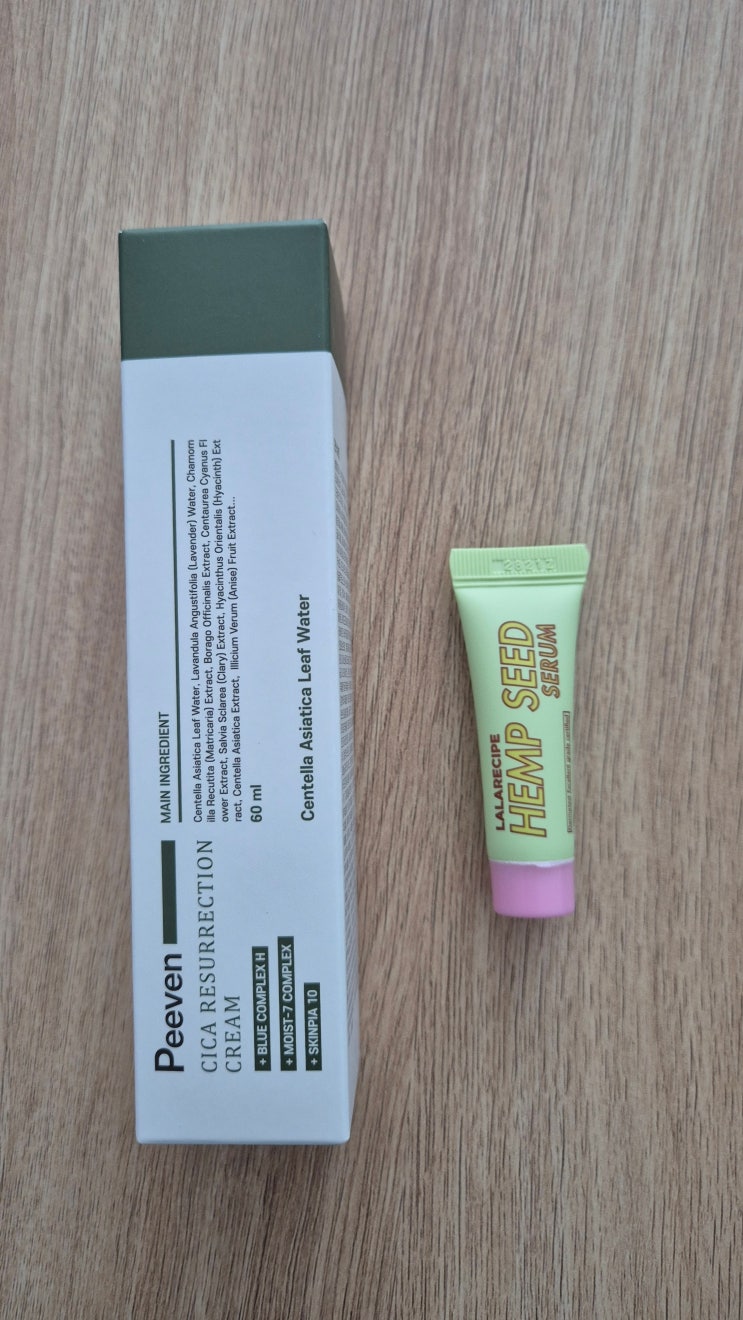 Peeven
CICA RESURRECTION
CREAM
+ BLUE COMPLEX H
+ MOIST-7 COMPLEX
+ SKINPIA 10
MAIN INGREDIENT
Centella Asiatica Leaf Water, Lavandula Angustifolia (Lavender) Water, Chamom
illa Recutita (Matricaria) Extract, Borago Officinalis Extract, Centaurea Cyanus Fl
ower Extract, Salvia Sclarea (Clary) Extract, Hyacinthus Orientalis (Hyacinth) Ext
ract, Centella Asiatica Extract, Illicium Verum (Anise) Fruit Extract...
60 ml
Centella Asiatica Leaf Water
LALARECIPE
HEMP SEED
SERUM